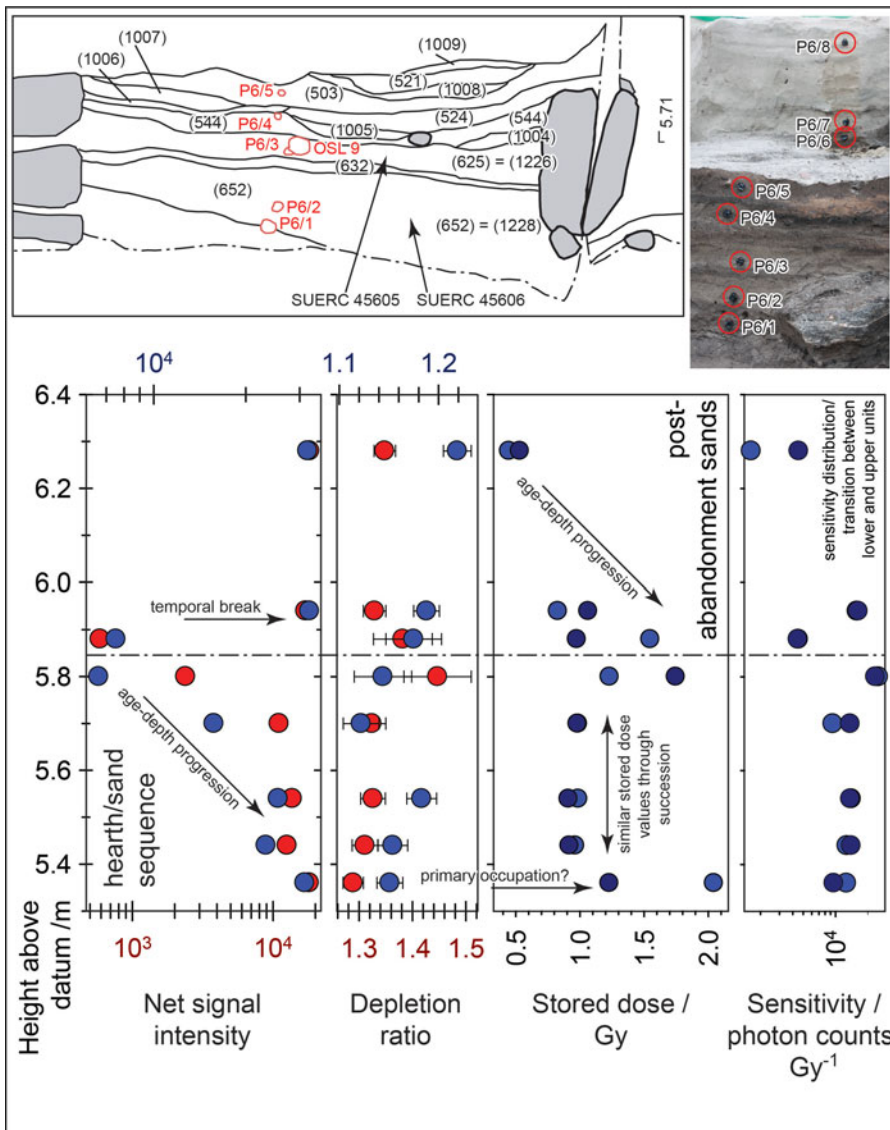 (1007)
(1009)
(1006)
(521)
P6/5
(503)
(1008)
(544)
P6/4
(524)
(544)
5.71
(1005)
(1004)
P6/3
OSL 9
(632)
(625) = (1226)
(652)
P6/2
P6/1
(652) = (1228)
SUERC 45605
SUERC 45606
P6/8
P6/7
P6/6
P6/5
P6/4
P6/3
P6/2
P6/1
10⁴
1.1
1.2
6.4
6.2
6.0
5.8
5.6
5.4
Height above
datum /m
temporal break
age-depth progression
hearth/sand
sequence
10³
10⁴
Net signal
intensity
primary occupation?
1.3
1.4
1.5
Depletion
ratio
post-
abandonment sands
age-depth progression
similar stored dose
values through
succession
0.5
1.0
1.5
2.0
Stored dose /
Gy
sensitivity distribution/
transition between
lower and upper units
10⁴
Sensitivity /
photon counts
Gy⁻¹